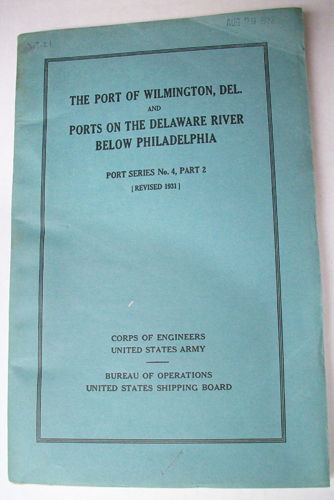 THE PORT OF WILMINGTON, DEL.
AND
PORTS ON THE DELAWARE RIVER
BELOW PHILADELPHIA
PORT SERIES No. 4, PART 2
[REVISED 1931]
CORPS OF ENGINEERS
UNITED STATES ARMY
BUREAU OF OPERATIONS
UNITED STATES SHIPPING BOARD